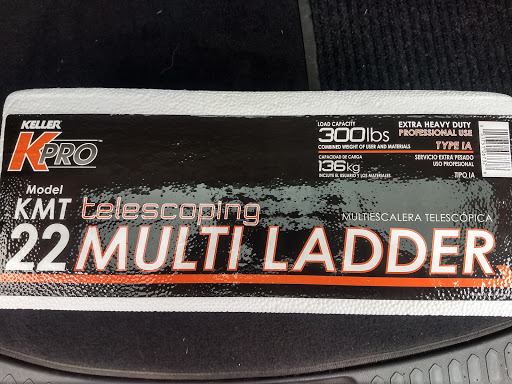 KELLER
KPRO™
Model
KMT
22
telescoping
MULTI LADDER
LOAD CAPACITY
300lbs
COMBINED WEIGHT OF USER AND MATERIALS
CAPACIDAD DE CARGA
136kg
INCLUYE EL USUARIO Y LOS MATERIALES
EXTRA HEAVY DUTY
PROFESSIONAL USE
TYPE IA
SERVICIO EXTRA PESADO
USO PROFESIONAL
TIPO IA
MULTIESCALERA TELESCÓPICA